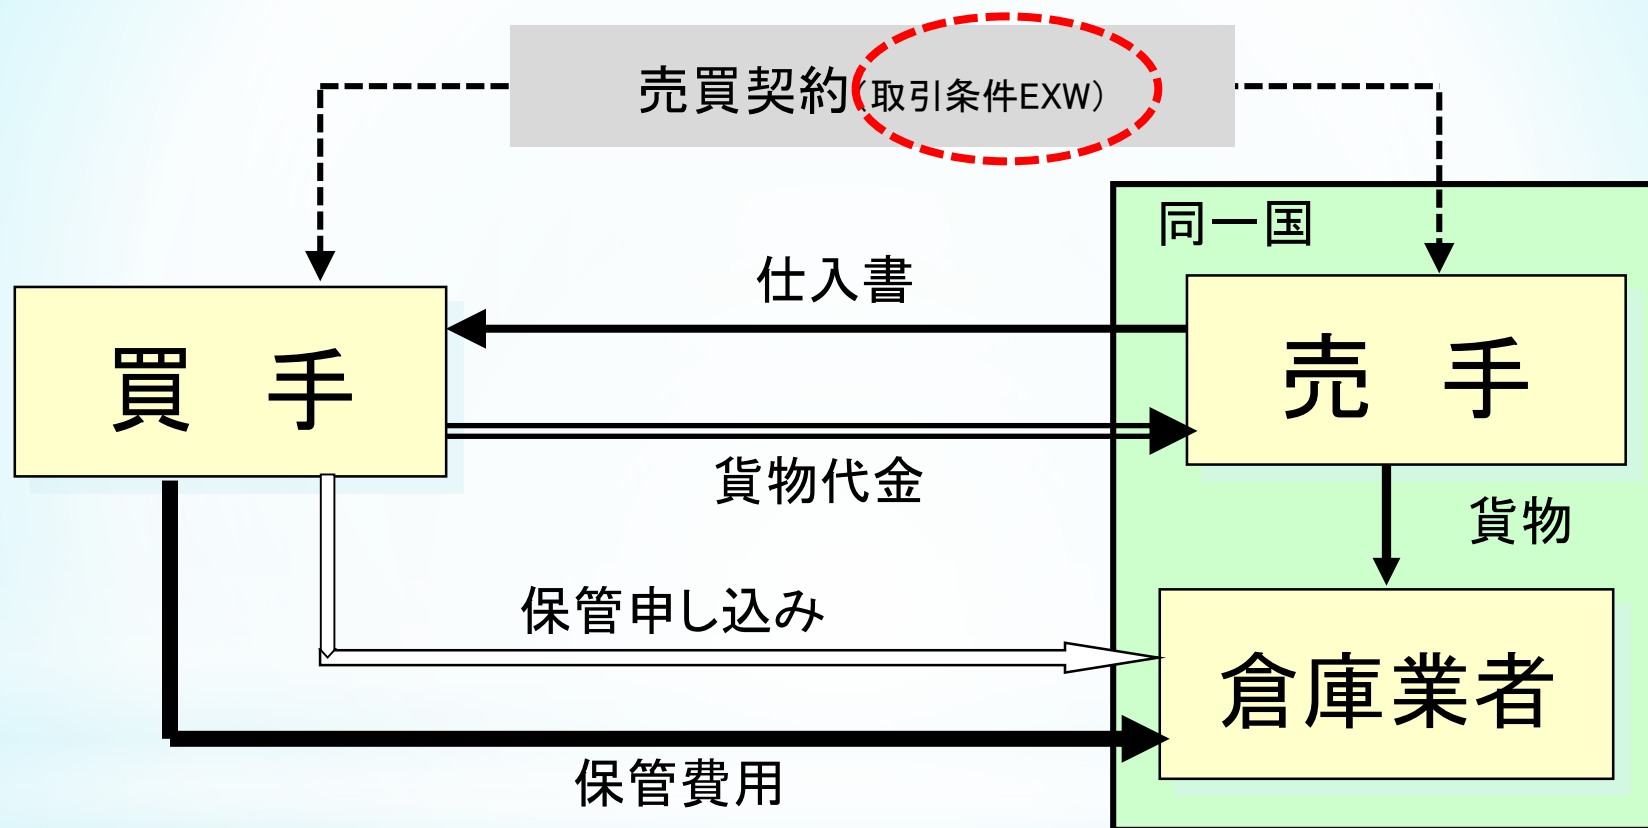 売買契約（取引条件EXW）
同一国
仕入書
買　手
売　手
貨物代金
貨物
保管申し込み
倉庫業者
保管費用